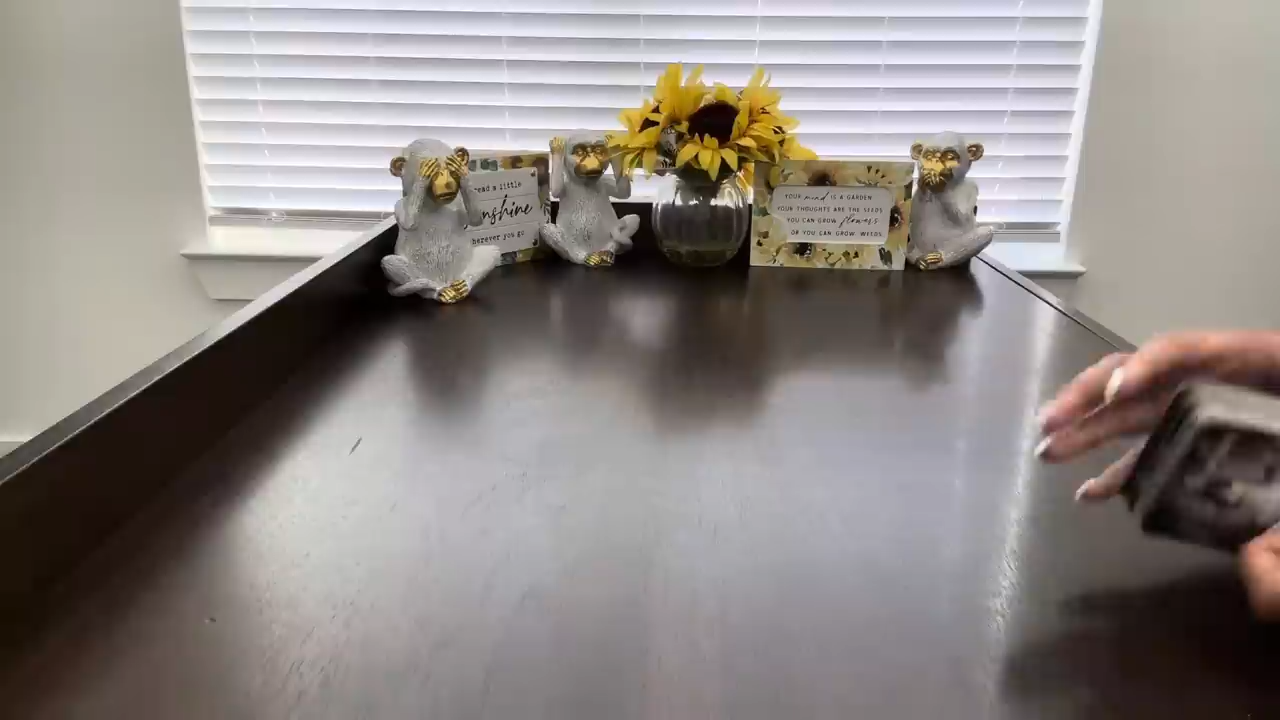 read a little
nshine
herever you go
YOUR mind IS A GARDEN
YOUR THOUGHTS ARE THE SEEDS
YOU CAN GROW flowers
OR YOU CAN GROW WEEDS